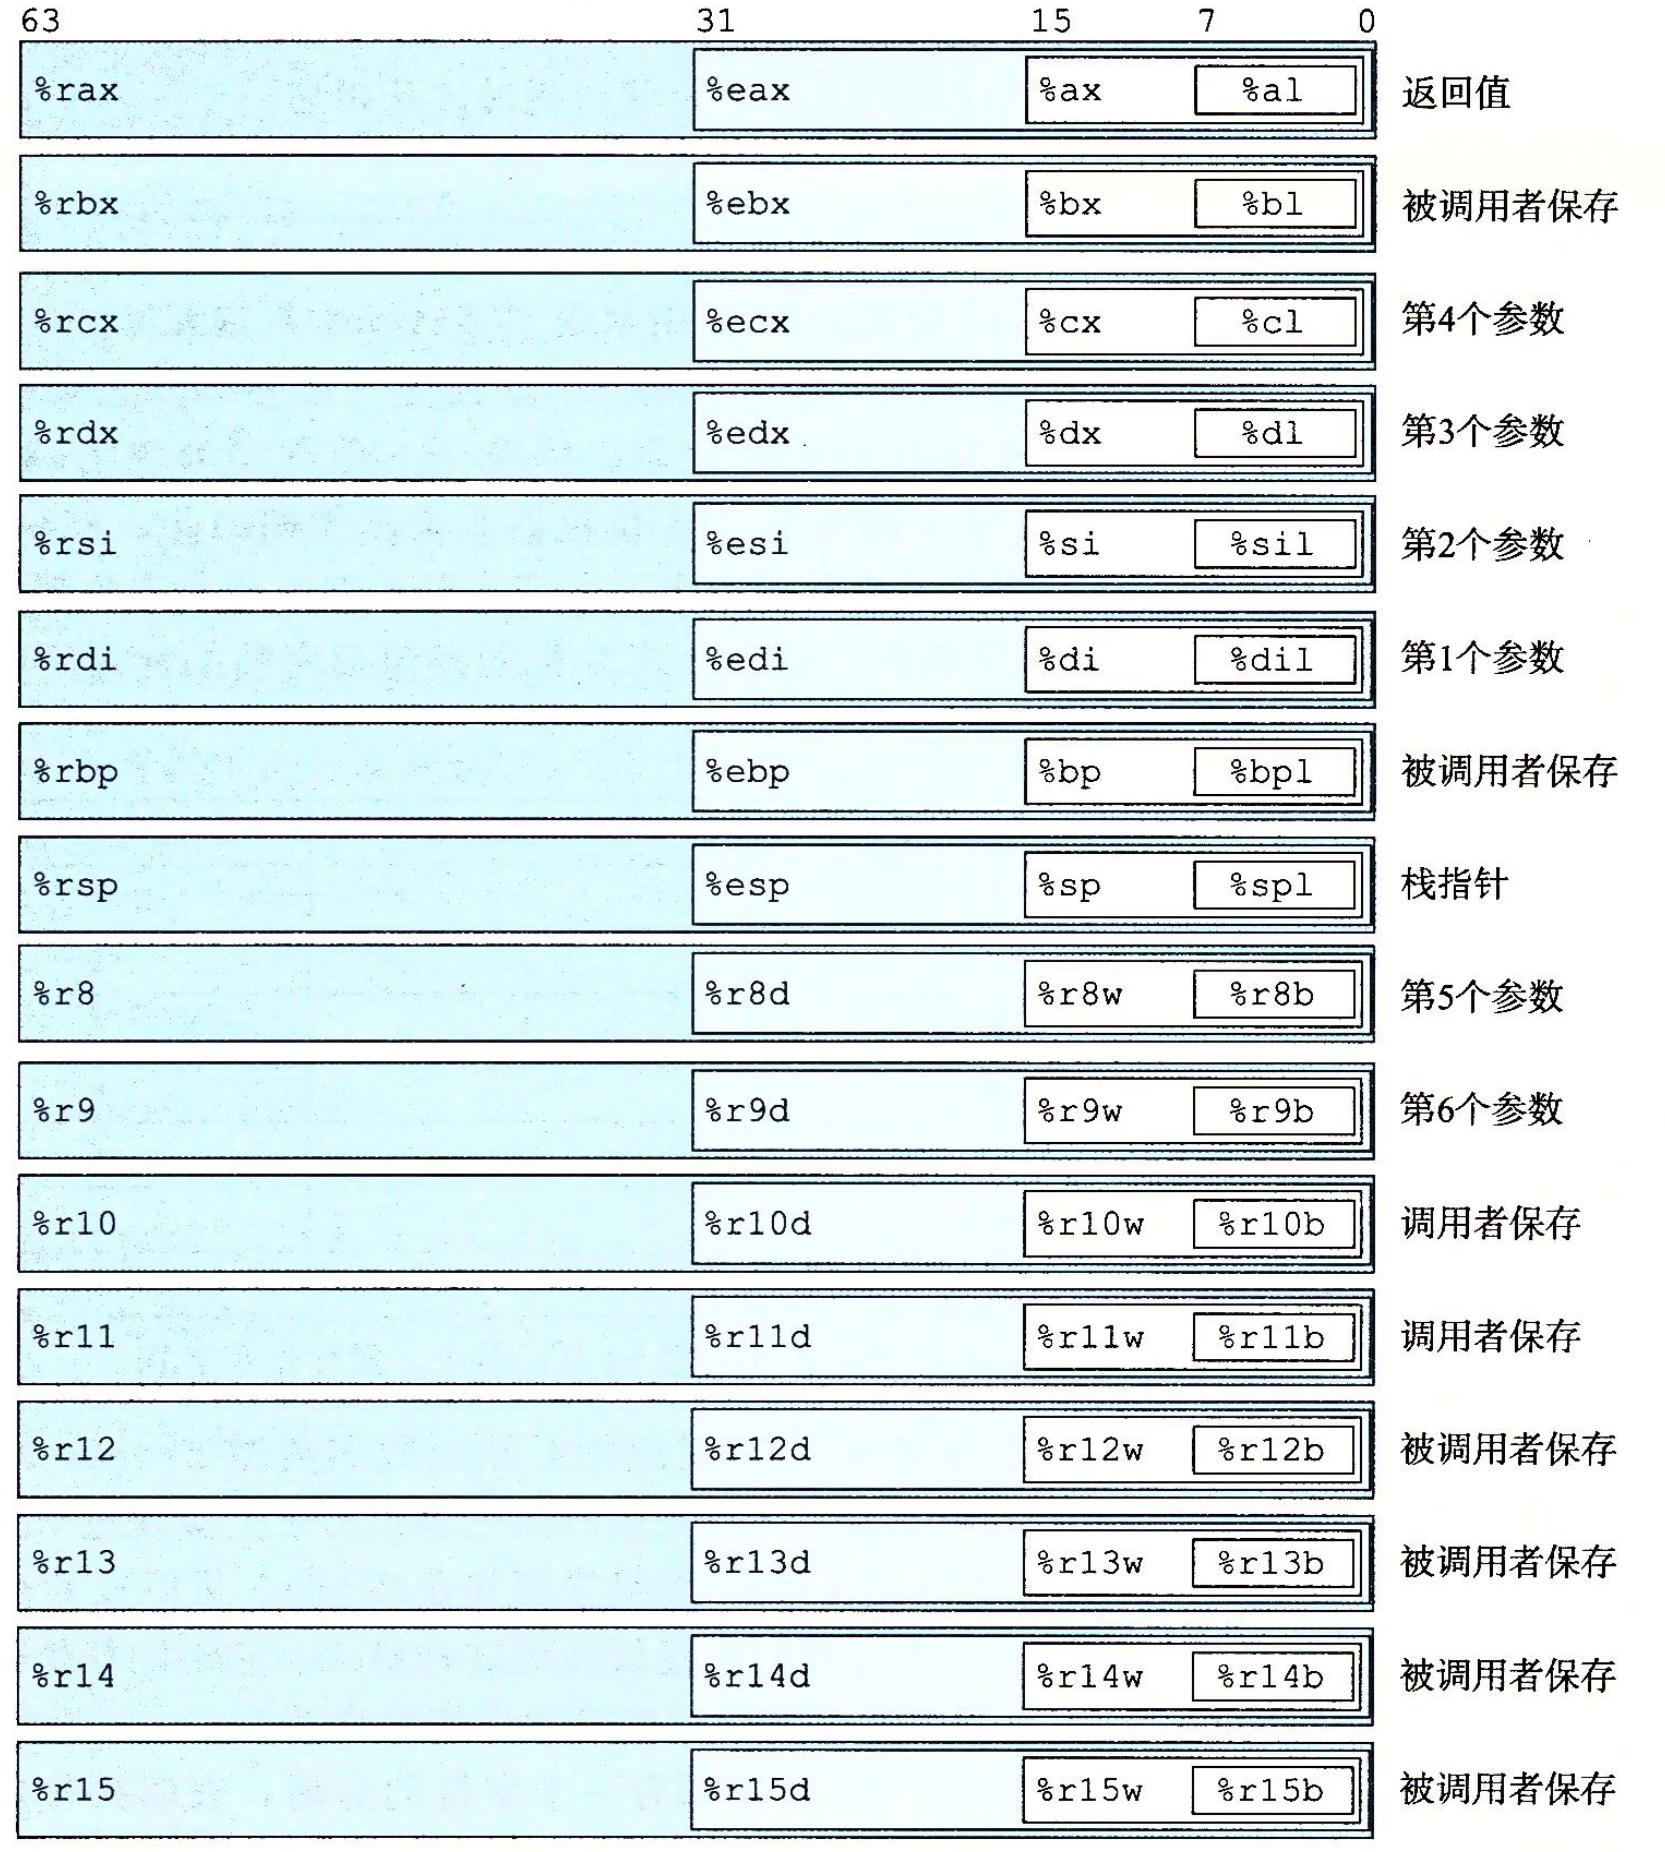 63 31 15 7 0
%rax %eax %ax %al 返回值
%rbx %ebx %bx %bl 被调用者保存
%rcx %ecx %cx %cl 第4个参数
%rdx %edx %dx %dl 第3个参数
%rsi %esi %si %sil 第2个参数
%rdi %edi %di %dil 第1个参数
%rbp %ebp %bp %bpl 被调用者保存
%rsp %esp %sp %spl 栈指针
%r8 %r8d %r8w %r8b 第5个参数
%r9 %r9d %r9w %r9b 第6个参数
%r10 %r10d %r10w %r10b 调用者保存
%r11 %r11d %r11w %r11b 调用者保存
%r12 %r12d %r12w %r12b 被调用者保存
%r13 %r13d %r13w %r13b 被调用者保存
%r14 %r14d %r14w %r14b 被调用者保存
%r15 %r15d %r15w %r15b 被调用者保存